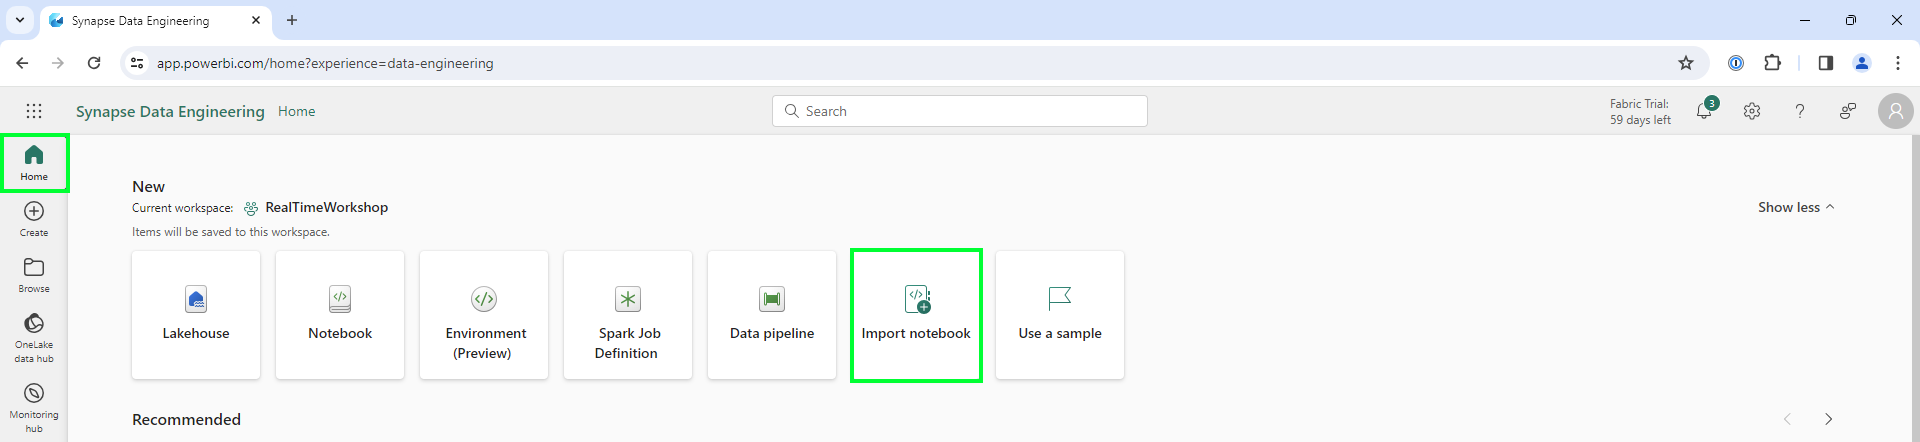 Synapse Data Engineering
app.powerbi.com/home?experience=data-engineering
Synapse Data Engineering Home
Search
Fabric Trial:
59 days left
3
Home
Create
Browse
OneLake
data hub
Monitoring
hub
New
Current workspace: RealTimeWorkshop
Show less
Items will be saved to this workspace.
Lakehouse
Notebook
Environment
(Preview)
Spark Job
Definition
Data pipeline
Import notebook
Use a sample
Recommended